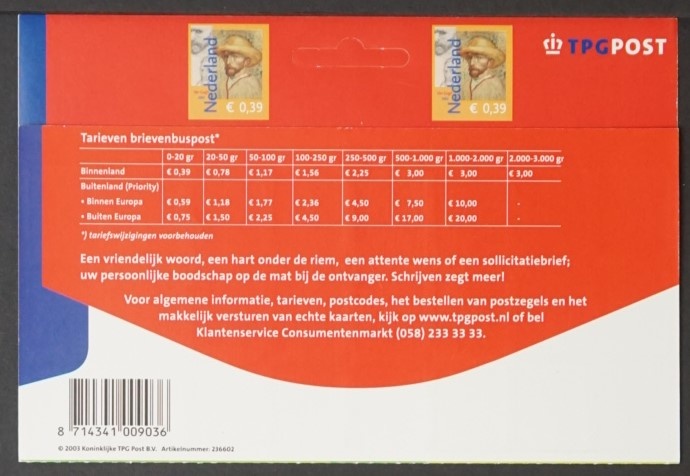 Nederland
€ 0,39
Nederland
€ 0,39
TPGPOST
Tarieven brievenbuspost*
0-20 gr 20-50 gr 50-100 gr 100-250 gr 250-500 gr 500-1.000 gr 1.000-2.000 gr 2.000-3.000 gr
Binnenland € 0,39 € 0,78 € 1,17 € 1,56 € 2,25 € 3,00 € 3,00 € 3,00
Buitenland (Priority)
• Binnen Europa € 0,59 € 1,18 € 1,77 € 2,36 € 4,50 € 7,50 € 10,00 -
• Buiten Europa € 0,75 € 1,50 € 2,25 € 4,50 € 9,00 € 17,00 € 20,00 -
*) tariefswijzigingen voorbehouden
Een vriendelijk woord, een hart onder de riem, een attente wens of een sollicitatiebrief;
uw persoonlijke boodschap op de mat bij de ontvanger. Schrijven zegt meer!
Voor algemene informatie, tarieven, postcodes, het bestellen van postzegels en het
makkelijk versturen van echte kaarten, kijk op www.tpgpost.nl of bel
Klantenservice Consumentenmarkt (058) 233 33 33.
8 714341 009036
© 2003 Koninklijke TPG Post B.V. Artikelnummer: 236602